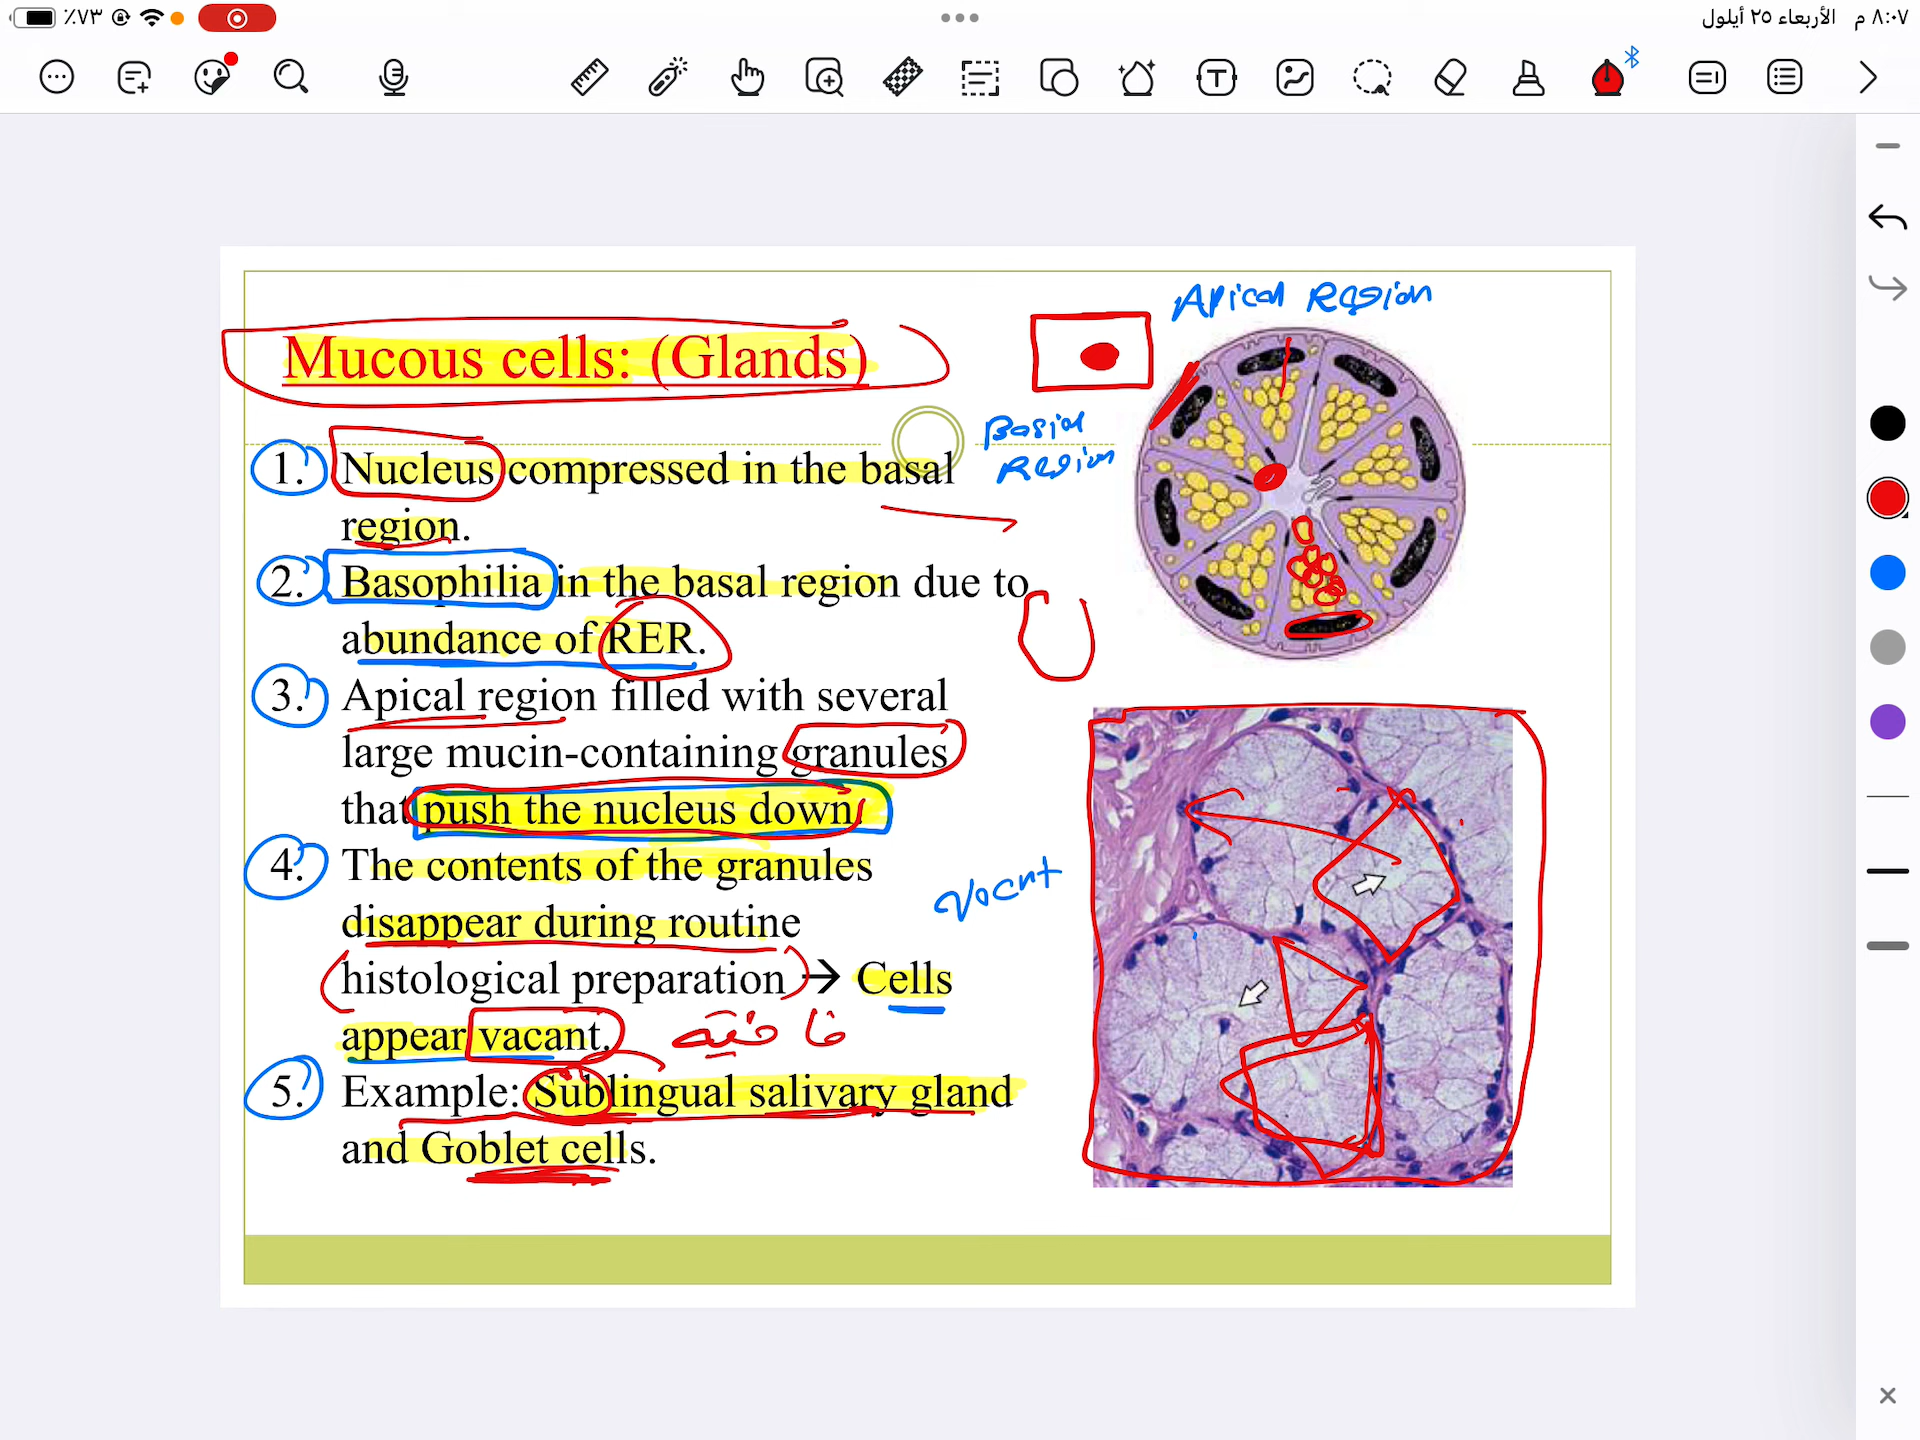 ٪٧٣
٨:٠٧ م الأربعاء ٢٥ أيلول
Apical Region
Mucous cells: (Glands)
Basial
Region
1. Nucleus compressed in the basal
region.
2. Basophilia in the basal region due to
abundance of RER.
3. Apical region filled with several
large mucin-containing granules
that push the nucleus down.
4. The contents of the granules
disappear during routine
histological preparation → Cells
appear vacant.
Vacnt
5. Example: Sublingual salivary gland
and Goblet cells.